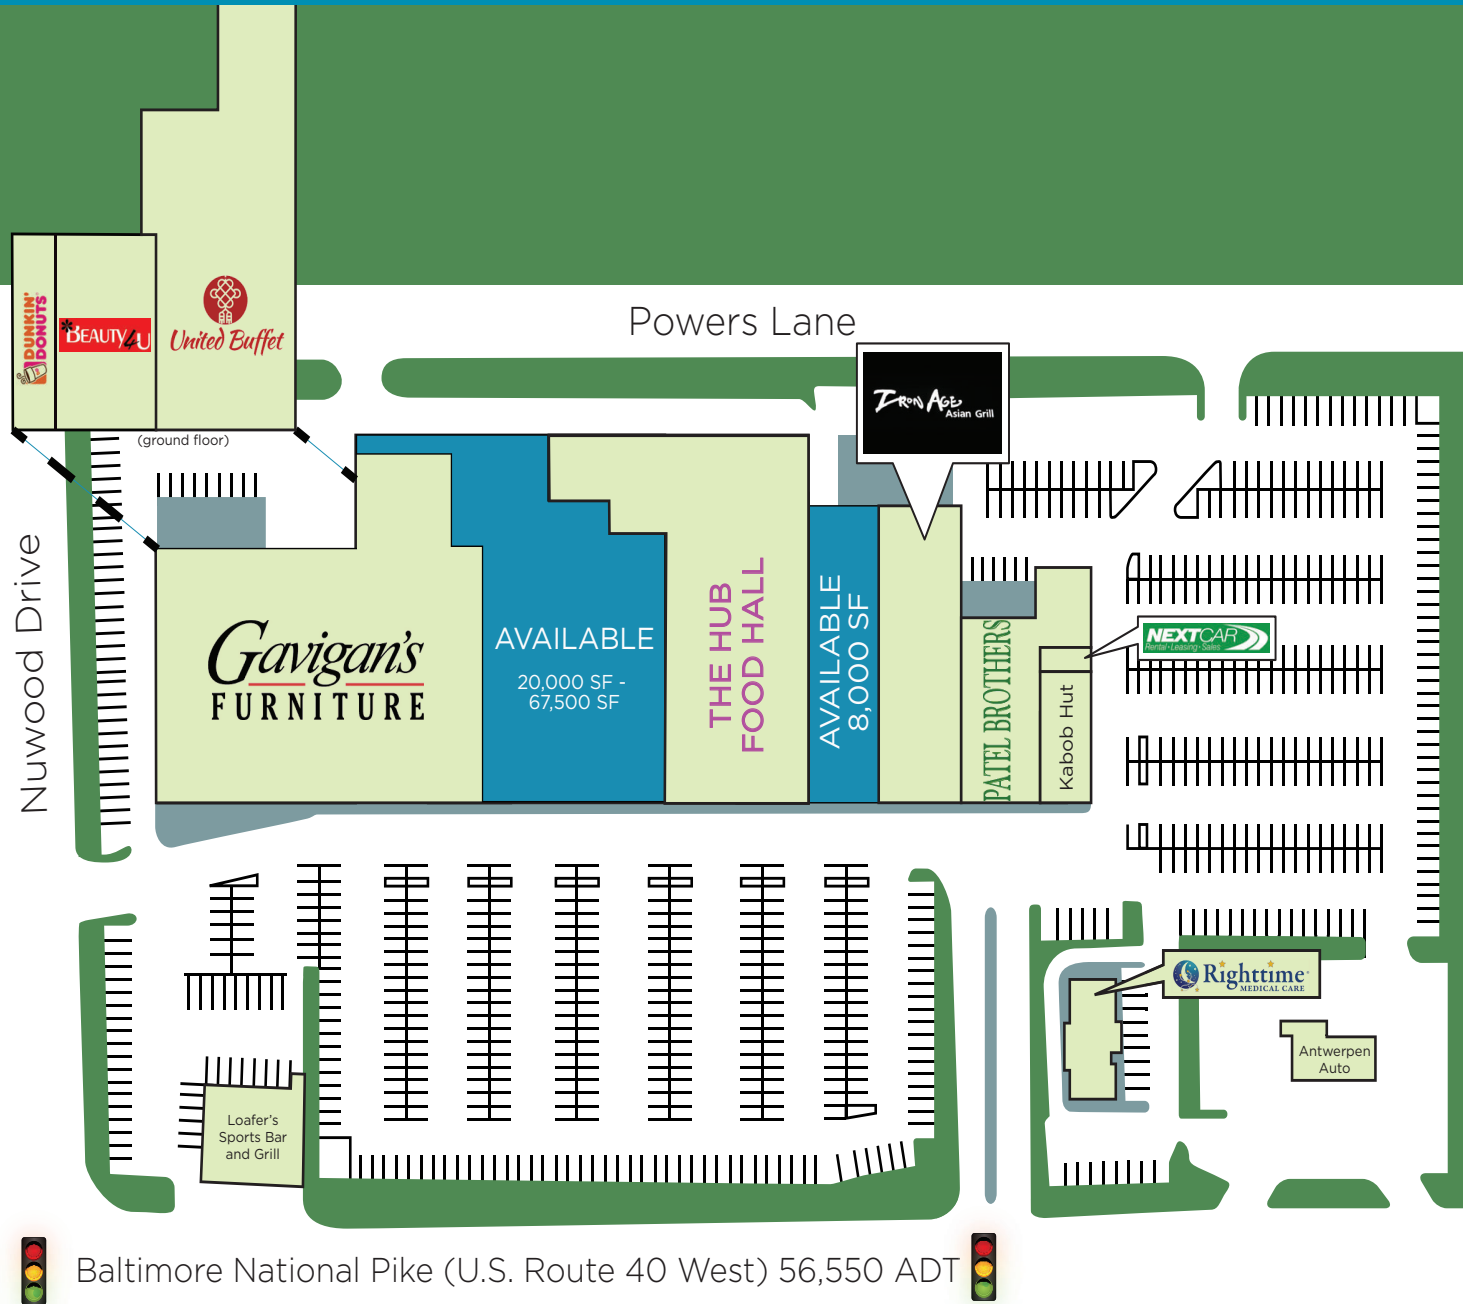 Powers Lane
DUNKIN'
DONUTS
BEAUTY4U
United Buffet
(ground floor)
IRON AGE
Asian Grill
Nuwood Drive
Gavigan's
FURNITURE
AVAILABLE
20,000 SF -
67,500 SF
THE HUB
FOOD HALL
AVAILABLE
8,000 SF
PATEL BROTHERS
NEXTCAR
Rental•Leasing•Sales
Kabob Hut
Righttime
MEDICAL CARE
Antwerpen
Auto
Loafer's
Sports Bar
and Grill
Baltimore National Pike (U.S. Route 40 West) 56,550 ADT